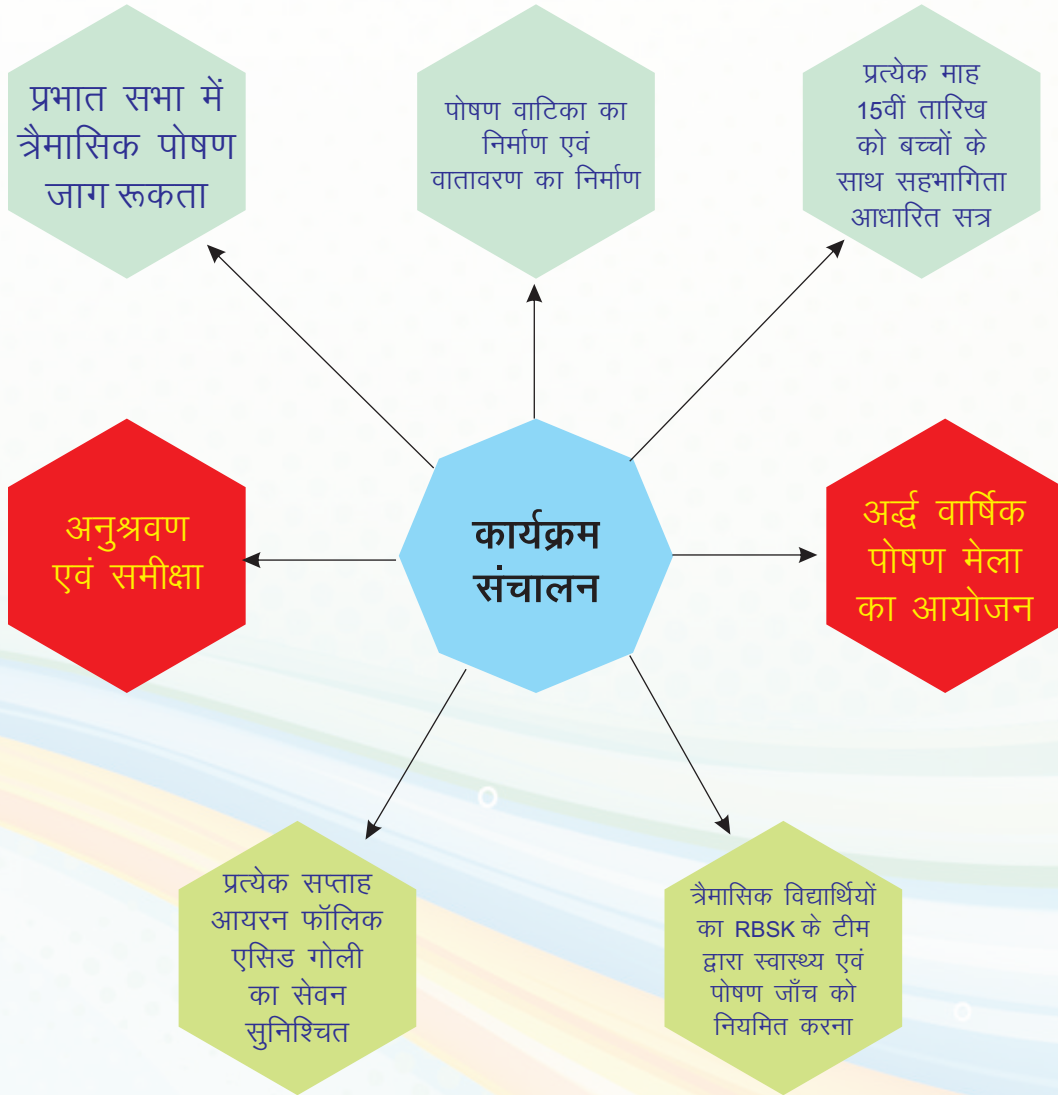 प्रभात सभा में
त्रैमासिक पोषण
जाग रूकता
पोषण वाटिका का
निर्माण एवं
वातावरण का निर्माण
प्रत्येक माह
15वीं तारिख
को बच्चों के
साथ सहभागिता
आधारित सत्र
अनुश्रवण
एवं समीक्षा
कार्यक्रम
संचालन
अर्द्ध वार्षिक
पोषण मेला
का आयोजन
प्रत्येक सप्ताह
आयरन फॉलिक
एसिड गोली
का सेवन
सुनिश्चित
त्रैमासिक विद्यार्थियों
का RBSK के टीम
द्वारा स्वास्थ्य एवं
पोषण जाँच को
नियमित करना